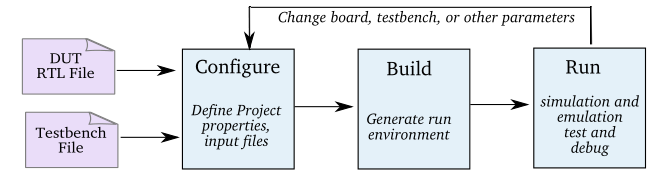 Change board, testbench, or other parameters
DUT
RTL File
Testbench
File
Configure
Define Project
properties,
input files
Build
Generate run
environment
Run
simulation and
emulation
test and
debug